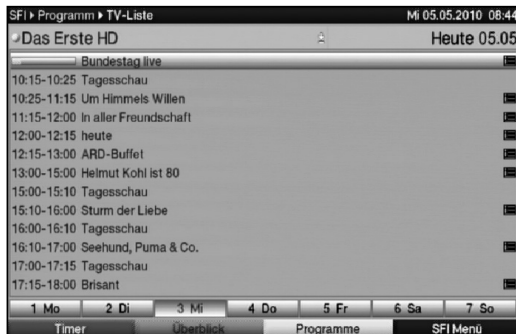 SFI ▸ Programm ▸ TV-Liste Mi 05.05.2010 08:44
Das Erste HD Heute 05.05
Bundestag live
10:15-10:25 Tagesschau
10:25-11:15 Um Himmels Willen
11:15-12:00 In aller Freundschaft
12:00-12:15 heute
12:15-13:00 ARD-Buffet
13:00-15:00 Helmut Kohl ist 80
15:00-15:10 Tagesschau
15:10-16:00 Sturm der Liebe
16:00-16:10 Tagesschau
16:10-17:00 Seehund, Puma & Co.
17:00-17:15 Tagesschau
17:15-18:00 Brisant
1 Mo 2 Di 3 Mi 4 Do 5 Fr 6 Sa 7 So
Timer Überblick Programme SFI Menü